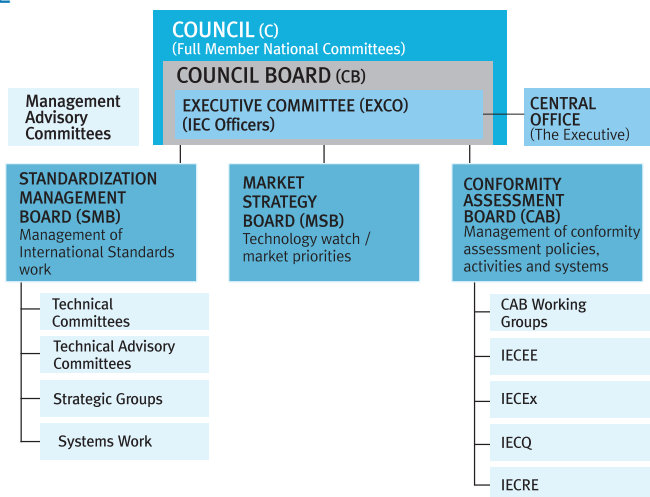 COUNCIL (C)
(Full Member National Committees)
COUNCIL BOARD (CB)
EXECUTIVE COMMITTEE (EXCO)
(IEC Officers)
Management
Advisory
Committees
CENTRAL
OFFICE
(The Executive)
STANDARDIZATION
MANAGEMENT
BOARD (SMB)
Management of
International Standards
work
MARKET
STRATEGY
BOARD (MSB)
Technology watch /
market priorities
CONFORMITY
ASSESSMENT
BOARD (CAB)
Management of conformity
assessment policies,
activities and systems
Technical
Committees
Technical Advisory
Committees
Strategic Groups
Systems Work
CAB Working
Groups
IECEE
IECEx
IECQ
IECRE